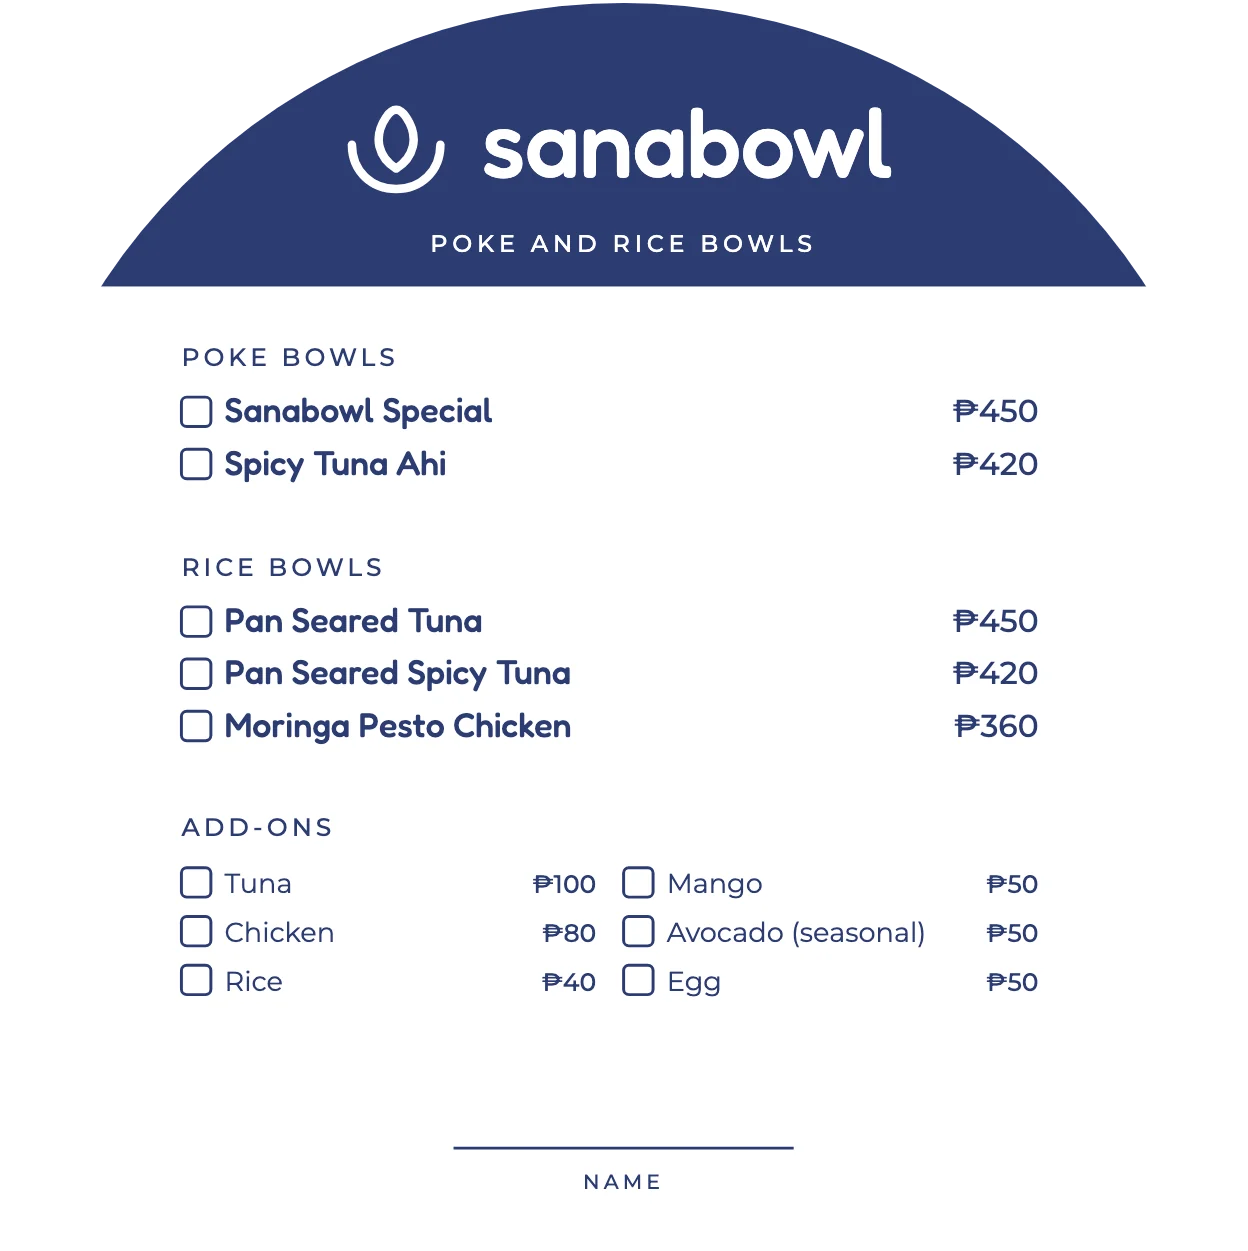 sanabowl
POKE AND RICE BOWLS
POKE BOWLS
Sanabowl Special ₱450
Spicy Tuna Ahi ₱420
RICE BOWLS
Pan Seared Tuna ₱450
Pan Seared Spicy Tuna ₱420
Moringa Pesto Chicken ₱360
ADD-ONS
Tuna ₱100 Mango ₱50
Chicken ₱80 Avocado (seasonal) ₱50
Rice ₱40 Egg ₱50
NAME